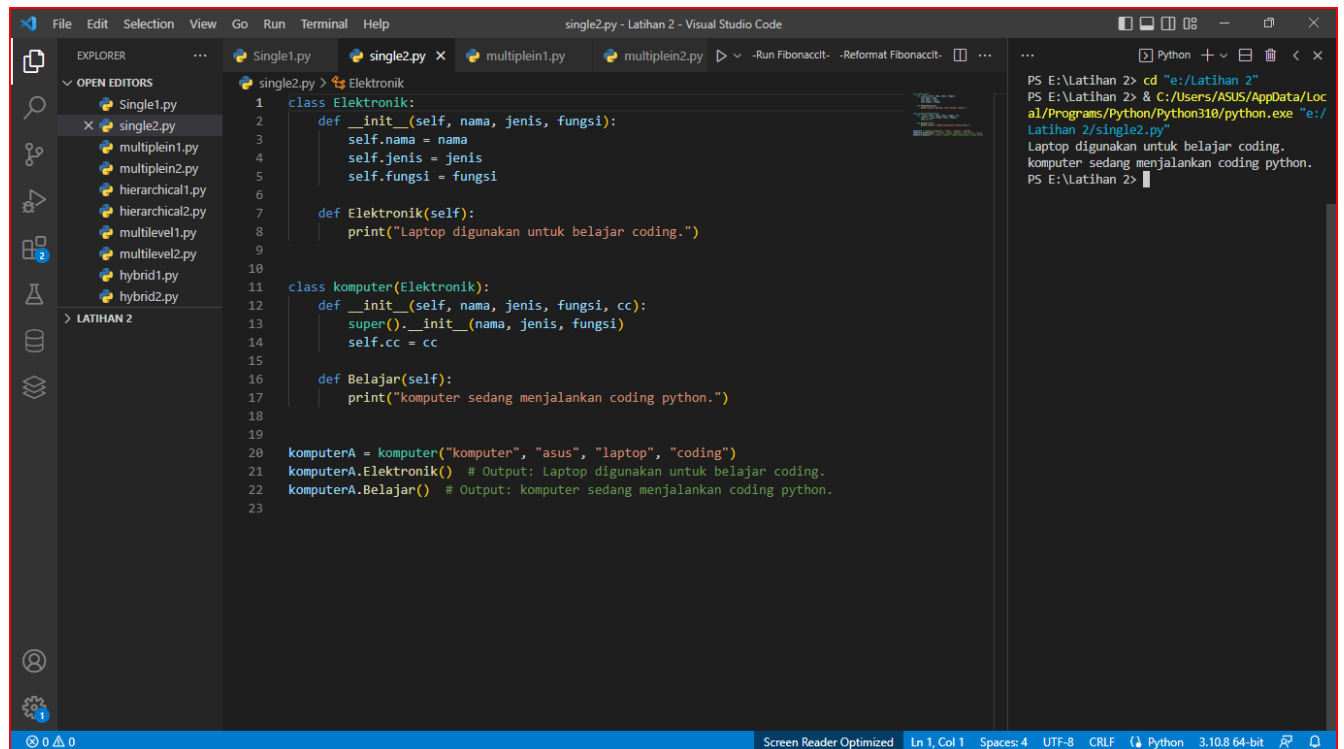 File Edit Selection View Go Run Terminal Help
single2.py - Latihan 2 - Visual Studio Code
EXPLORER
OPEN EDITORS
Single1.py
single2.py
multiplein1.py
multiplein2.py
hierarchical1.py
hierarchical2.py
multilevel1.py
multilevel2.py
hybrid1.py
hybrid2.py
LATIHAN 2
2
1
Single1.py single2.py multiplein1.py multiplein2.py -Run FibonaccIt- -Reformat FibonaccIt-
single2.py > Elektronik
1 class Elektronik:
2 def __init__(self, nama, jenis, fungsi):
3 self.nama = nama
4 self.jenis = jenis
5 self.fungsi = fungsi
6
7 def Elektronik(self):
8 print("Laptop digunakan untuk belajar coding.")
9
10
11 class komputer(Elektronik):
12 def __init__(self, nama, jenis, fungsi, cc):
13 super().__init__(nama, jenis, fungsi)
14 self.cc = cc
15
16 def Belajar(self):
17 print("komputer sedang menjalankan coding python.")
18
19
20 komputerA = komputer("komputer", "asus", "laptop", "coding")
21 komputerA.Elektronik() # Output: Laptop digunakan untuk belajar coding.
22 komputerA.Belajar() # Output: komputer sedang menjalankan coding python.
23
Python
PS E:\Latihan 2> cd "e:/Latihan 2"
PS E:\Latihan 2> & C:/Users/ASUS/AppData/Loc
al/Programs/Python/Python310/python.exe "e:/
Latihan 2/single2.py"
Laptop digunakan untuk belajar coding.
komputer sedang menjalankan coding python.
PS E:\Latihan 2>
0 0 Screen Reader Optimized Ln 1, Col 1 Spaces: 4 UTF-8 CRLF Python 3.10.8 64-bit